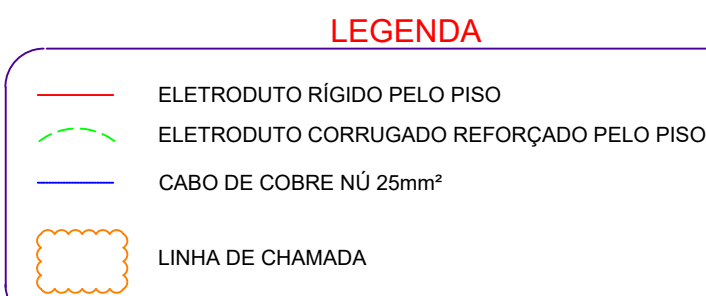 LEGENDA
ELETRODUTO RÍGIDO PELO PISO
ELETRODUTO CORRUGADO REFORÇADO PELO PISO
CABO DE COBRE NÚ 25mm²
LINHA DE CHAMADA